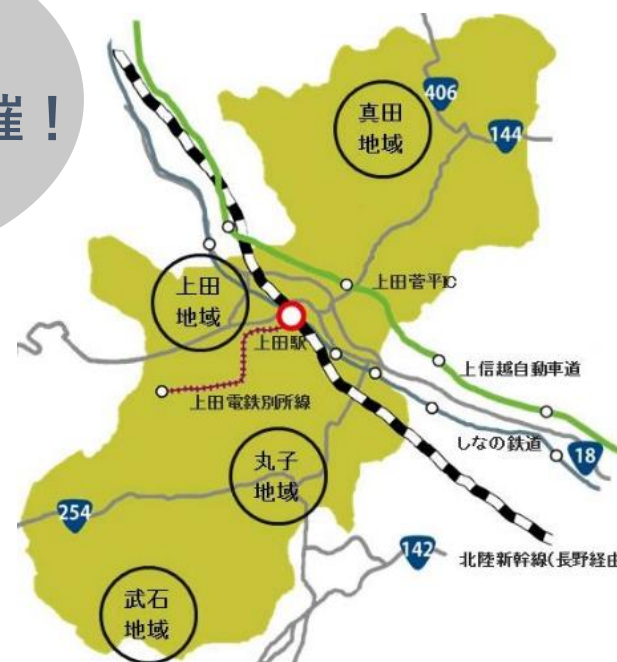 催！
406
真田
地域
144
上田菅平IC
上田
地域
上田駅
上信越自動車道
上田電鉄別所線
しなの鉄道
18
丸子
地域
254
142
北陸新幹線(長野経由
武石
地域